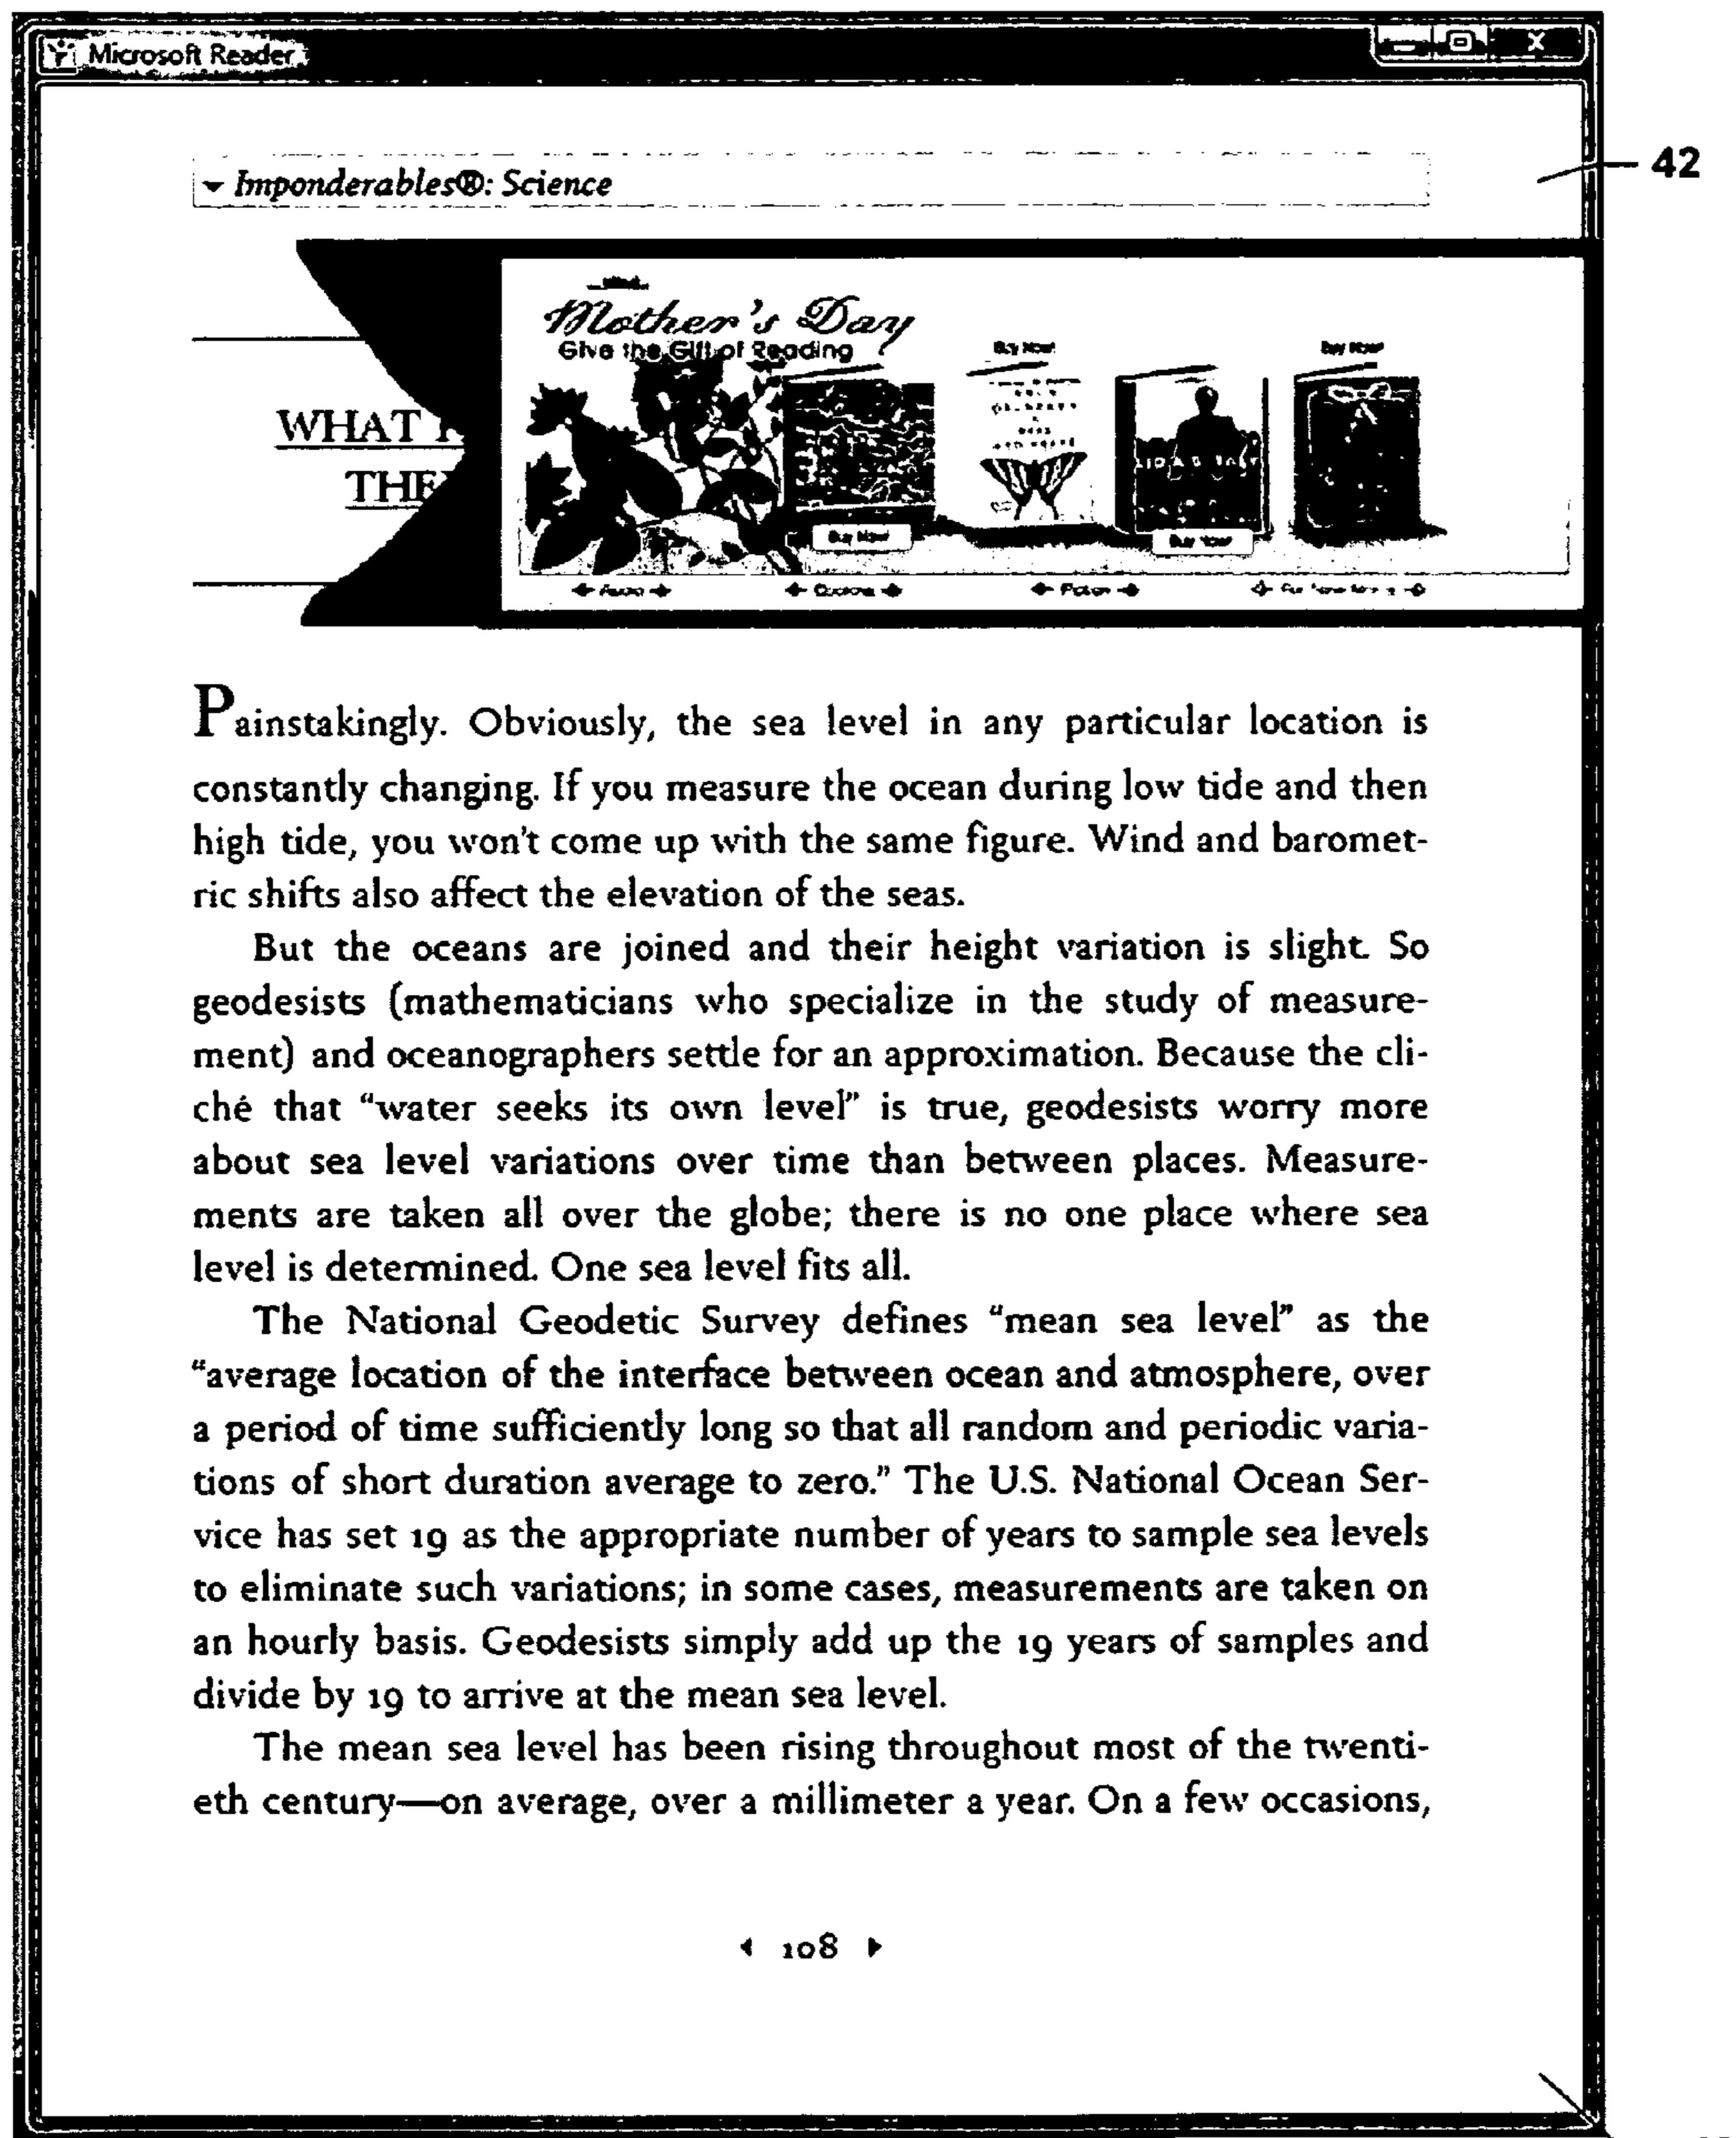 Microsoft Reader
42
Imponderables®: Science
Mother's Day
Give the Gift of Reading
Buy Now!
Buy Now!
WHAT
THE
Buy Now!
Buy Now!
Audio
Fiction
Painstakingly. Obviously, the sea level in any particular location is
constantly changing. If you measure the ocean during low tide and then
high tide, you won't come up with the same figure. Wind and baromet-
ric shifts also affect the elevation of the seas.
But the oceans are joined and their height variation is slight. So
geodesists (mathematicians who specialize in the study of measure-
ment) and oceanographers settle for an approximation. Because the cli-
ché that "water seeks its own level" is true, geodesists worry more
about sea level variations over time than between places. Measure-
ments are taken all over the globe; there is no one place where sea
level is determined. One sea level fits all.
The National Geodetic Survey defines "mean sea level" as the
"average location of the interface between ocean and atmosphere, over
a period of time sufficiently long so that all random and periodic varia-
tions of short duration average to zero." The U.S. National Ocean Ser-
vice has set 19 as the appropriate number of years to sample sea levels
to eliminate such variations; in some cases, measurements are taken on
an hourly basis. Geodesists simply add up the 19 years of samples and
divide by 19 to arrive at the mean sea level.
The mean sea level has been rising throughout most of the twenti-
eth century—on average, over a millimeter a year. On a few occasions,
108